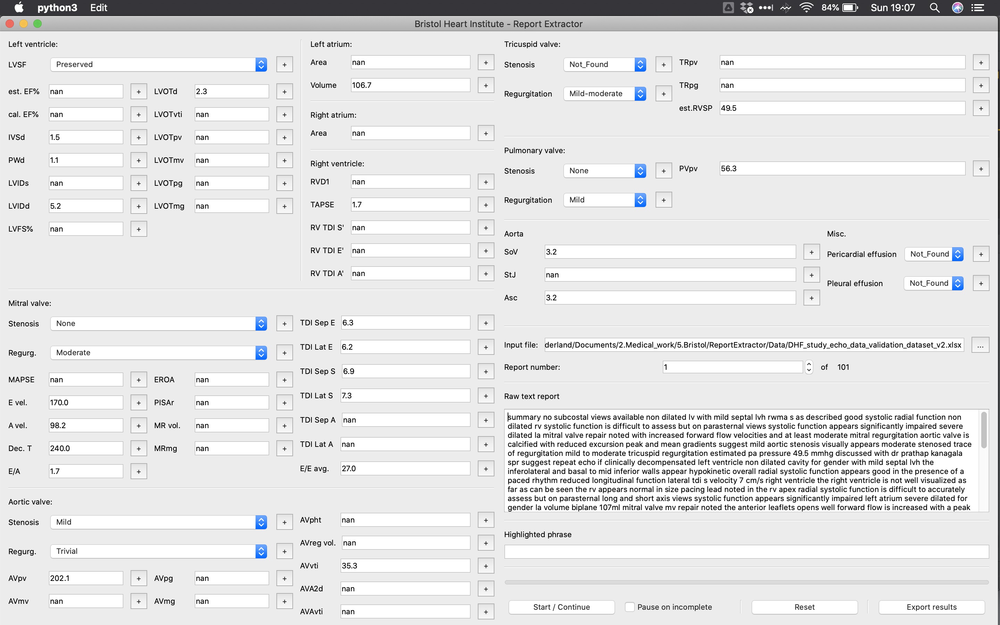 python3 Edit 84% Sun 19:07
Bristol Heart Institute - Report Extractor
Left ventricle:
LVSF Preserved +
est. EF% nan + LVOTd 2.3 +
cal. EF% nan + LVOTvti nan +
IVSd 1.5 + LVOTpv nan +
PWd 1.1 + LVOTmv nan +
LVIDs nan + LVOTpg nan +
LVIDd 5.2 + LVOTmg nan +
LVFS% nan +
Left atrium:
Area nan +
Volume 106.7 +
Right atrium:
Area nan +
Right ventricle:
RVD1 nan +
TAPSE 1.7 +
RV TDI S' nan +
RV TDI E' nan +
RV TDI A' nan +
Mitral valve:
Stenosis None +
Regurg. Moderate +
MAPSE nan + EROA nan +
E vel. 170.0 + PISAr nan +
A vel. 98.2 + MR vol. nan +
Dec. T 240.0 + MRmg nan +
E/A 1.7 +
TDI Sep E 6.3 +
TDI Lat E 6.2 +
TDI Sep S 6.9 +
TDI Lat S 7.3 +
TDI Sep A nan +
TDI Lat A nan +
E/E avg. 27.0 +
Aortic valve:
Stenosis Mild +
Regurg. Trivial +
AVpv 202.1 + AVpg nan +
AVmv nan + AVmg nan +
AVpht nan +
AVreg vol. nan +
AVvti 35.3 +
AVA2d nan +
AVAvti nan +
Tricuspid valve:
Stenosis Not_Found +
Regurgitation Mild-moderate +
TRpv nan +
TRpg nan +
est.RVSP 49.5 +
Pulmonary valve:
Stenosis None + PVpv 56.3 +
Regurgitation Mild +
Aorta
SoV 3.2 +
StJ nan +
Asc 3.2 +
Misc.
Pericardial effusion Not_Found +
Pleural effusion Not_Found +
Input file: derland/Documents/2.Medical_work/5.Bristol/ReportExtractor/Data/DHF_study_echo_data_validation_dataset_v2.xlsx ...
Report number: 1 of 101
Raw text report
summary no subcostal views available non dilated lv with mild septal lvh rwma s as described good systolic radial function non
dilated rv systolic function is difficult to assess but on parasternal views systolic function appears significantly impaired severe
dilated la mitral valve repair noted with increased forward flow velocities and at least moderate mitral regurgitation aortic valve is
calcified with reduced excursion peak and mean gradients suggest mild aortic stenosis visually appears moderate stenosed trace
of regurgitation mild to moderate tricuspid regurgitation estimated pa pressure 49.5 mmhg discussed with dr prathap kanagala
spr suggest repeat echo if clinically decompensated left ventricle non dilated cavity for gender with mild septal lvh the
inferolateral and basal to mid inferior walls appear hypokinetic overall radial systolic function appears good in the presence of a
paced rhythm reduced longitudinal function lateral tdi s velocity 7 cm/s right ventricle the right ventricle is not well visualized as
far as can be seen the rv appears normal in size pacing lead noted in the rv apex radial systolic function is difficult to accurately
assess but on parasternal long and short axis views systolic function appears significantly impaired left atrium severe dilated for
gender la volume biplane 107ml mitral valve mv repair noted the anterior leaflets opens well forward flow is increased with a peak
Highlighted phrase
Start / Continue Pause on incomplete Reset Export results